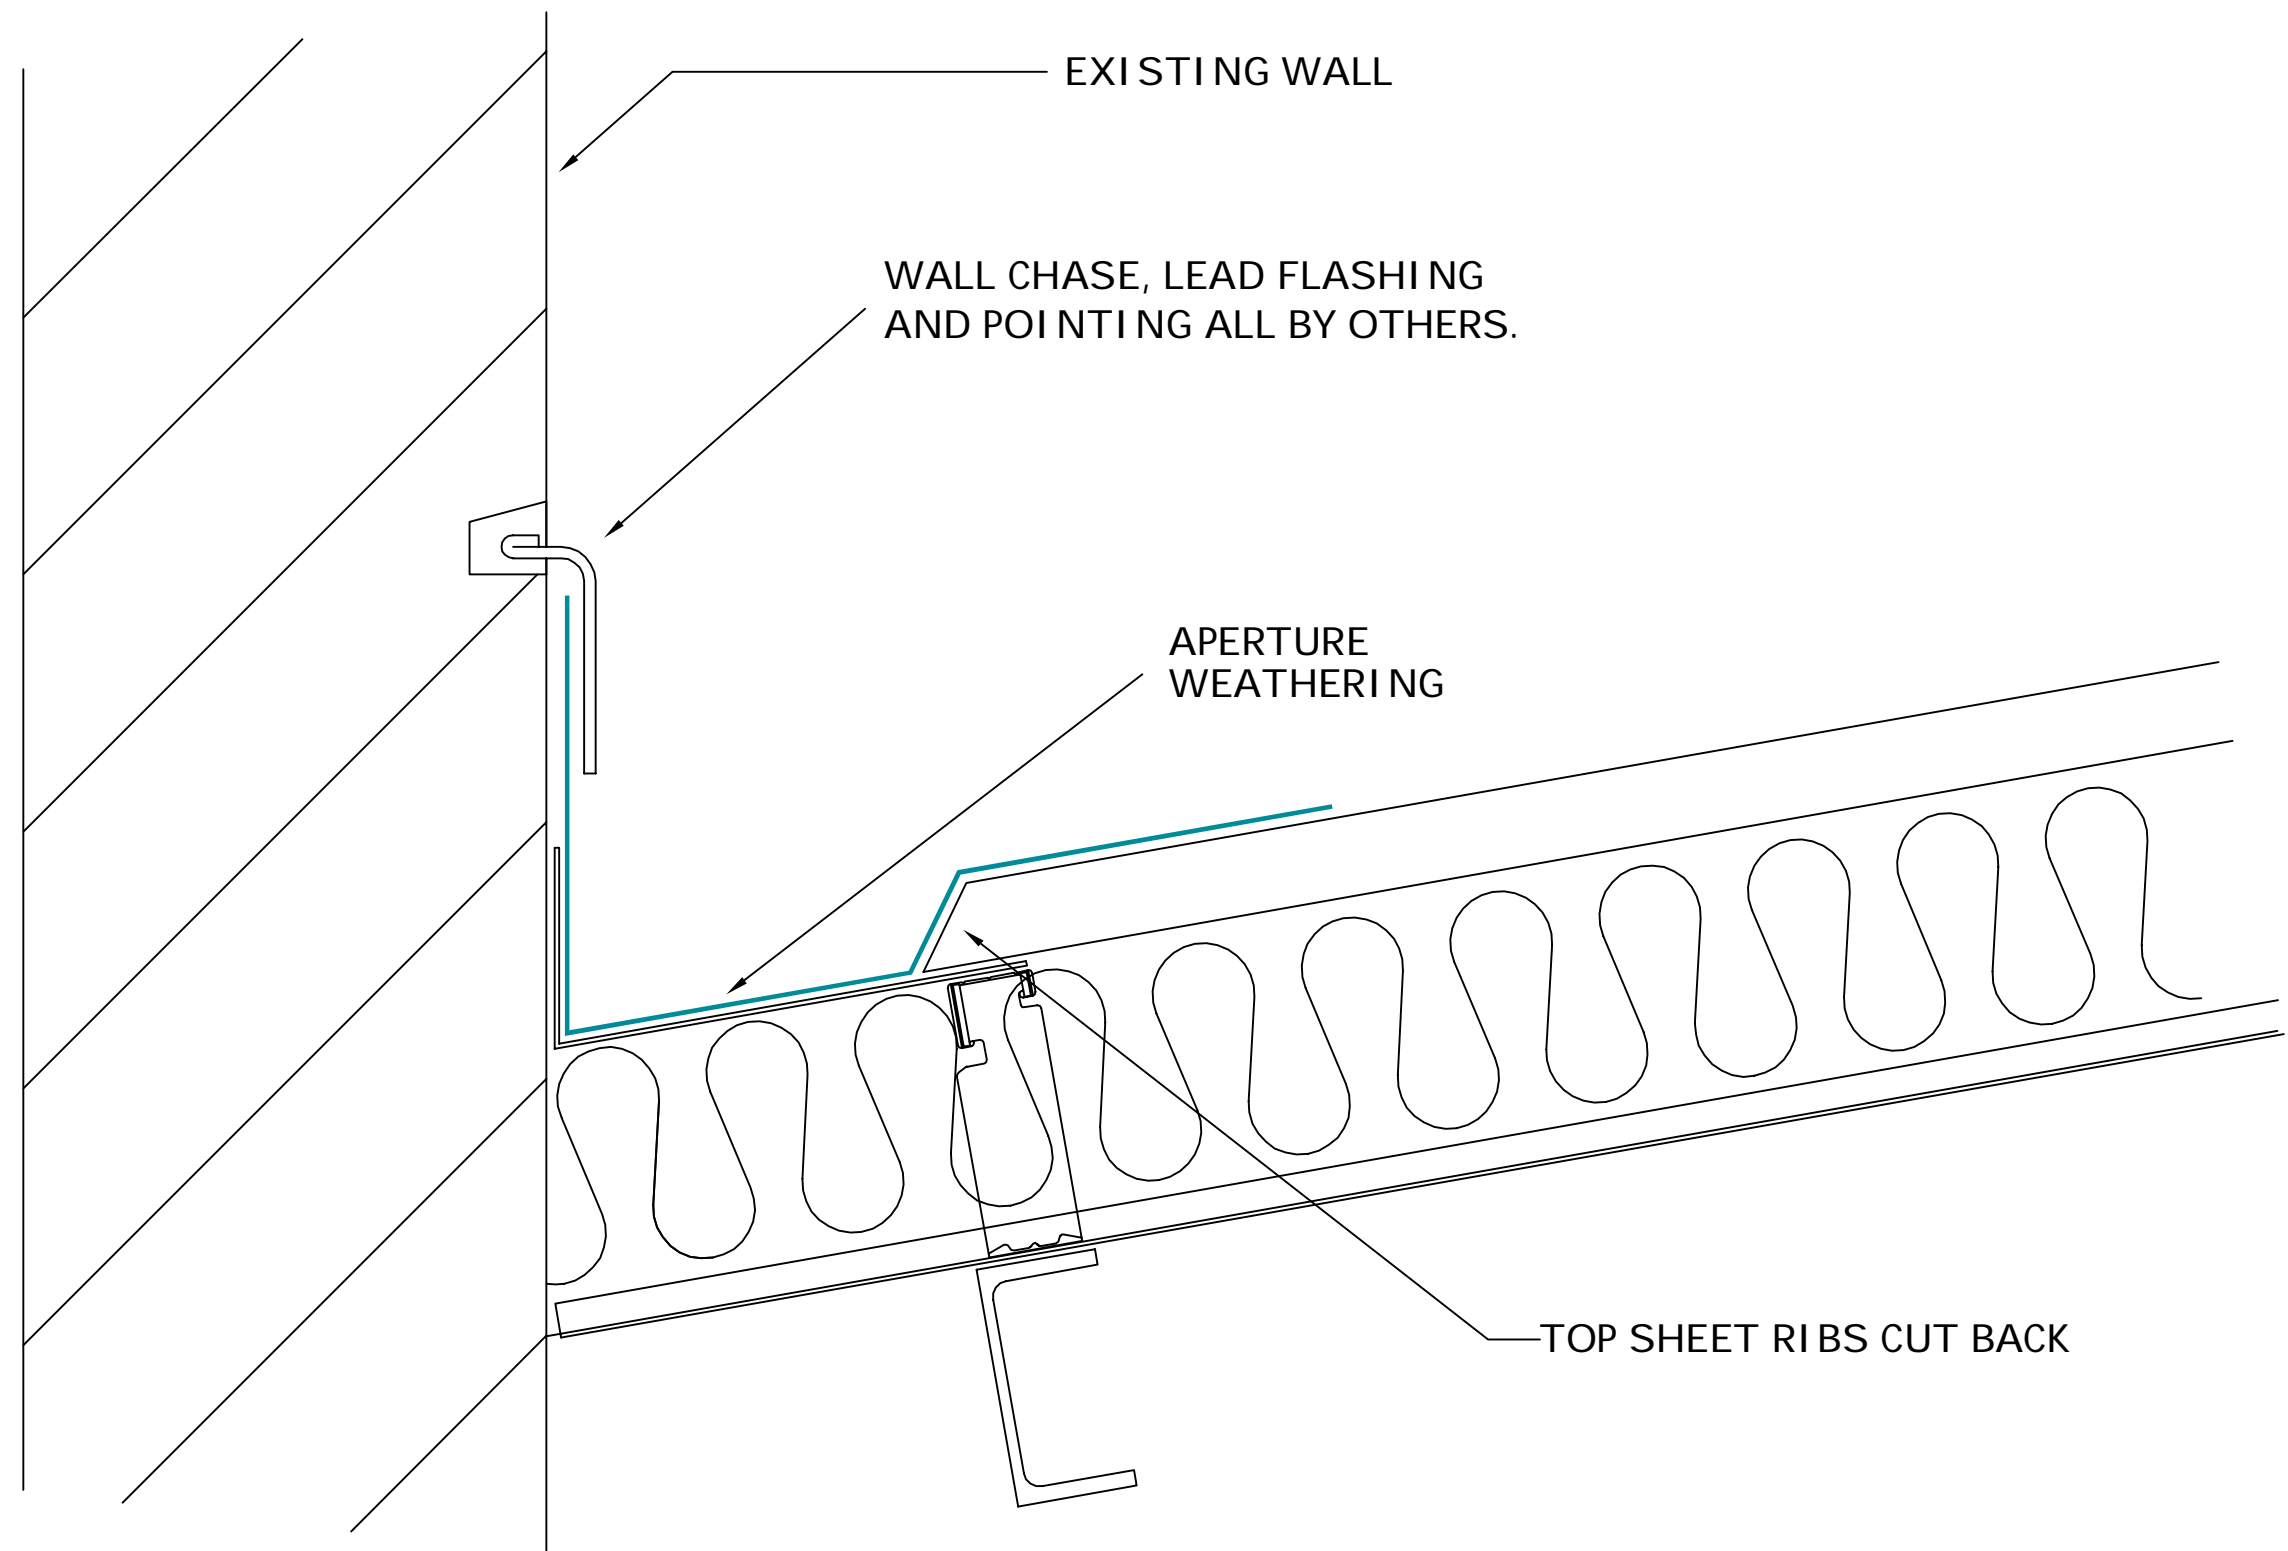 EXISTING WALL
WALL CHASE, LEAD FLASHING
AND POINTING ALL BY OTHERS.
APERTURE
WEATHERING
TOP SHEET RIBS CUT BACK